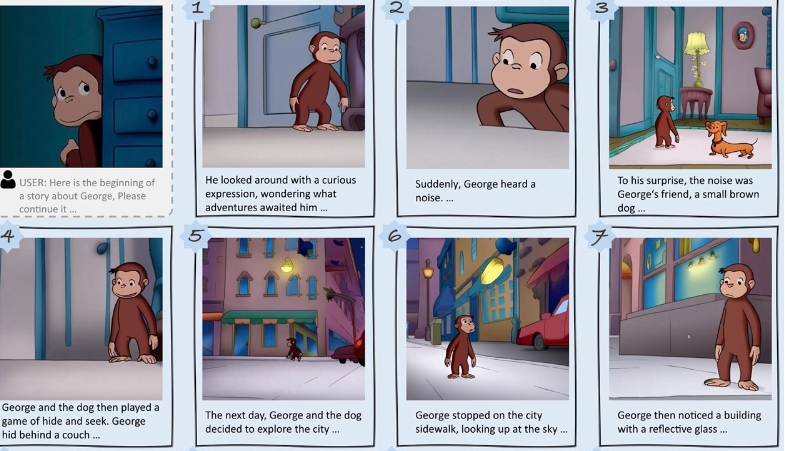 USER: Here is the beginning of
a story about George, Please
continue it ...
1
He looked around with a curious
expression, wondering what
adventures awaited him ...
2
Suddenly, George heard a
noise. ...
3
To his surprise, the noise was
George's friend, a small brown
dog ...
4
George and the dog then played a
game of hide and seek. George
hid behind a couch ...
5
The next day, George and the dog
decided to explore the city ...
6
George stopped on the city
sidewalk, looking up at the sky ...
7
George then noticed a building
with a reflective glass ...